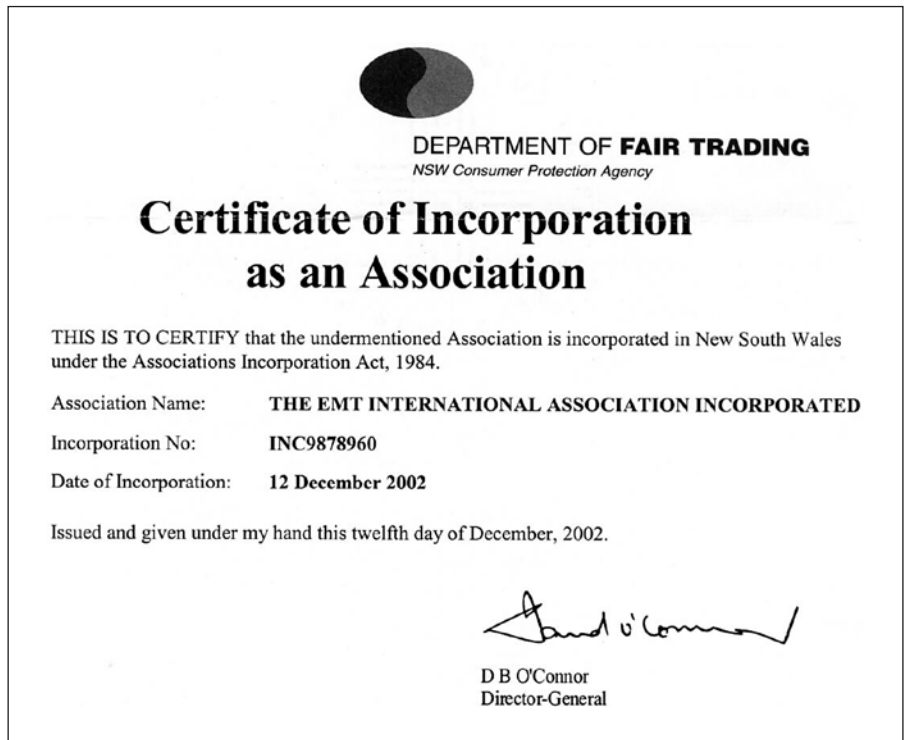 DEPARTMENT OF FAIR TRADING
NSW Consumer Protection Agency
Certificate of Incorporation
as an Association
THIS IS TO CERTIFY that the undermentioned Association is incorporated in New South Wales
under the Associations Incorporation Act, 1984.
Association Name: THE EMT INTERNATIONAL ASSOCIATION INCORPORATED
Incorporation No: INC9878960
Date of Incorporation: 12 December 2002
Issued and given under my hand this twelfth day of December, 2002.
David O'Connor
D B O'Connor
Director-General